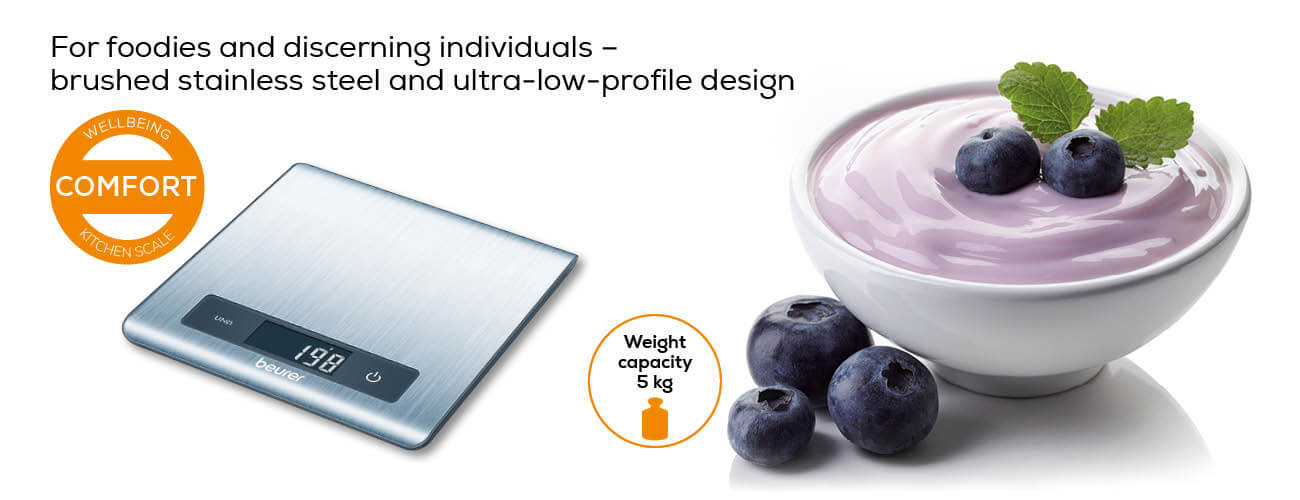 For foodies and discerning individuals –
brushed stainless steel and ultra-low-profile design
WELLBEING
COMFORT
KITCHEN SCALE
198
beurer
Weight
capacity
5 kg